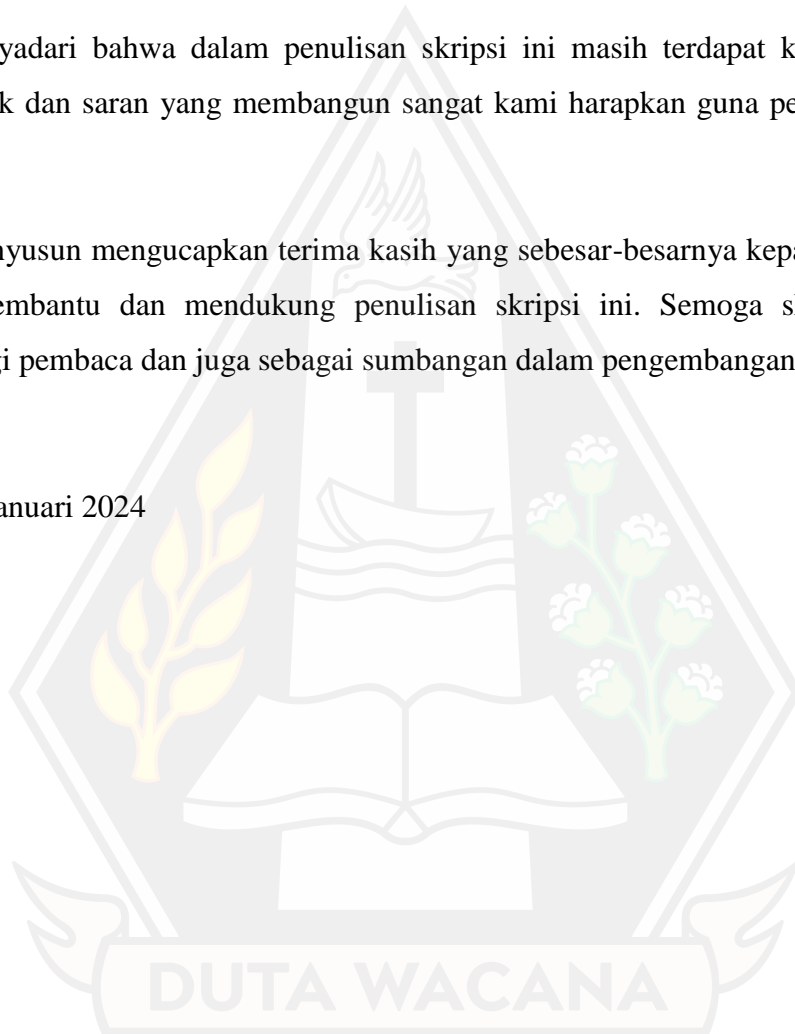 yadari bahwa dalam penulisan skripsi ini masih terdapat k
k dan saran yang membangun sangat kami harapkan guna pe
nyusun mengucapkan terima kasih yang sebesar-besarnya kepa
embantu dan mendukung penulisan skripsi ini. Semoga s
gi pembaca dan juga sebagai sumbangan dalam pengembangan
anuari 2024
DUTA WACANA